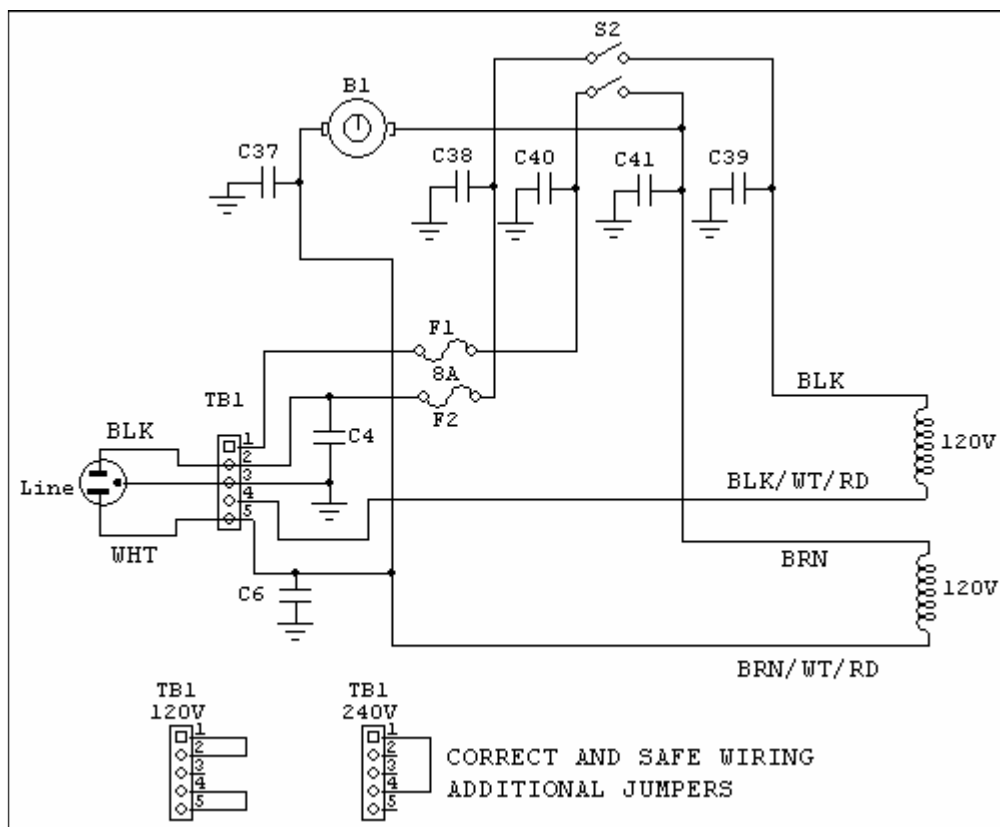 S2
B1
C37
C38
C40
C41
C39
F1
8A
F2
TB1
BLK
1
2
3
4
5
C4
Line
WHT
C6
BLK
120V
BLK/WT/RD
BRN
120V
BRN/WT/RD
TB1
120V
1
2
3
4
5
TB1
240V
1
2
3
4
5
CORRECT AND SAFE WIRING
ADDITIONAL JUMPERS